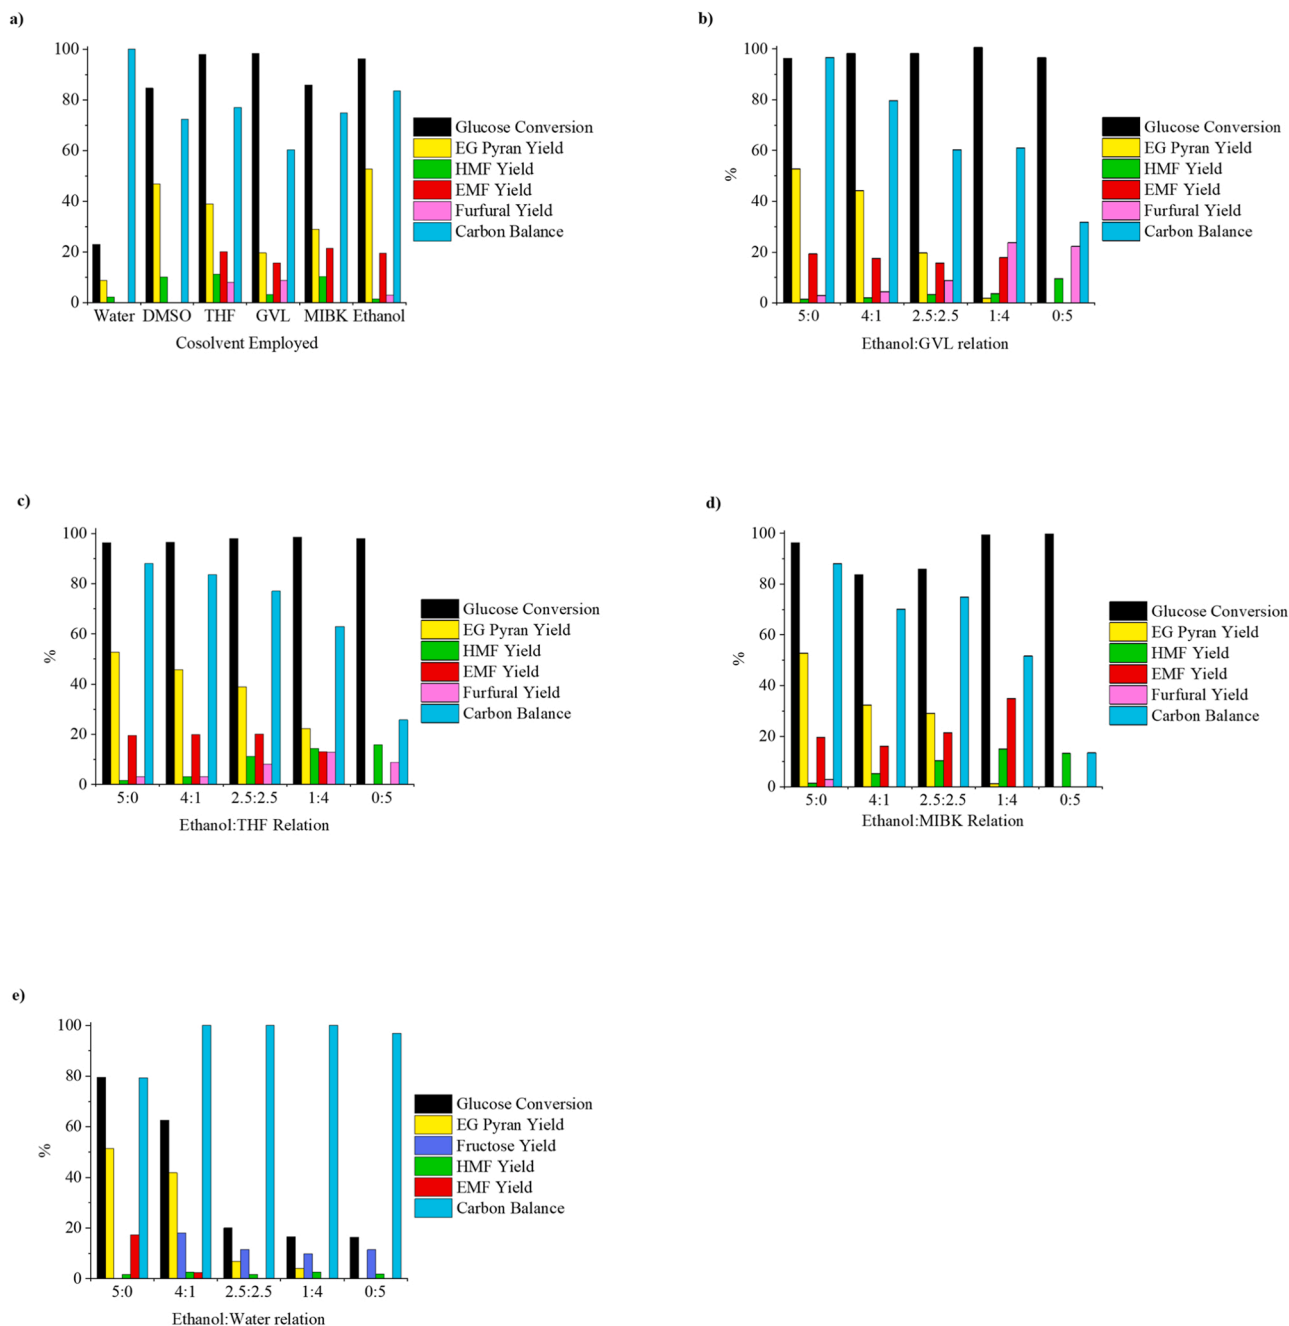 a)
100
80
60
40
20
0
Water DMSO THF GVL MIBK Ethanol
Cosolvent Employed
Glucose Conversion
EG Pyran Yield
HMF Yield
EMF Yield
Furfural Yield
Carbon Balance
b)
%
100
80
60
40
20
0
5:0 4:1 2.5:2.5 1:4 0:5
Ethanol:GVL relation
Glucose Conversion
EG Pyran Yield
HMF Yield
EMF Yield
Furfural Yield
Carbon Balance
c)
%
100
80
60
40
20
0
5:0 4:1 2.5:2.5 1:4 0:5
Ethanol:THF Relation
Glucose Conversion
EG Pyran Yield
HMF Yield
EMF Yield
Furfural Yield
Carbon Balance
d)
%
100
80
60
40
20
0
5:0 4:1 2.5:2.5 1:4 0:5
Ethanol:MIBK Relation
Glucose Conversion
EG Pyran Yield
HMF Yield
EMF Yield
Furfural Yield
Carbon Balance
e)
%
100
80
60
40
20
0
5:0 4:1 2.5:2.5 1:4 0:5
Ethanol:Water relation
Glucose Conversion
EG Pyran Yield
Fructose Yield
HMF Yield
EMF Yield
Carbon Balance